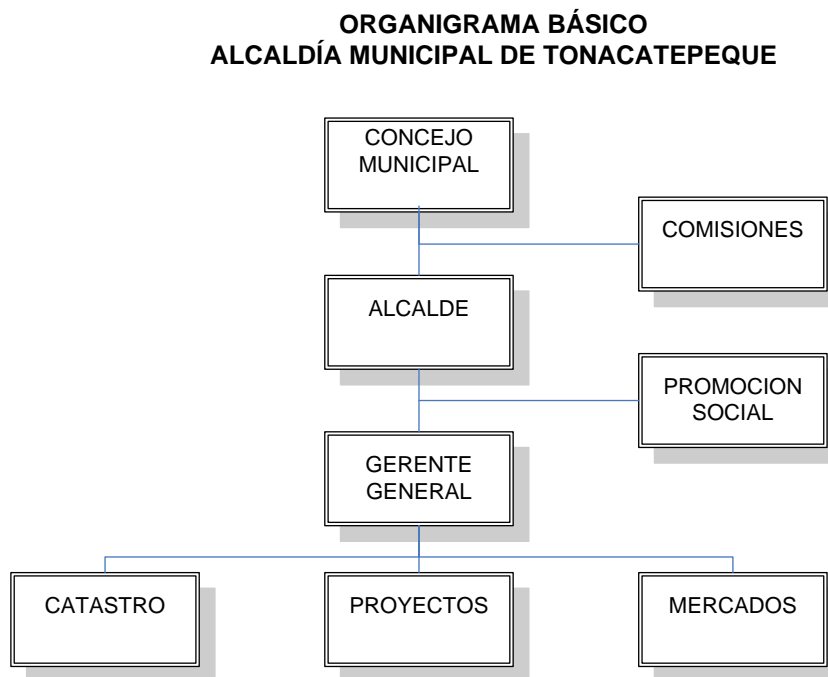 ORGANIGRAMA BÁSICO
ALCALDÍA MUNICIPAL DE TONACATEPEQUE
CONCEJO
MUNICIPAL
COMISIONES
ALCALDE
PROMOCION
SOCIAL
GERENTE
GENERAL
CATASTRO
PROYECTOS
MERCADOS